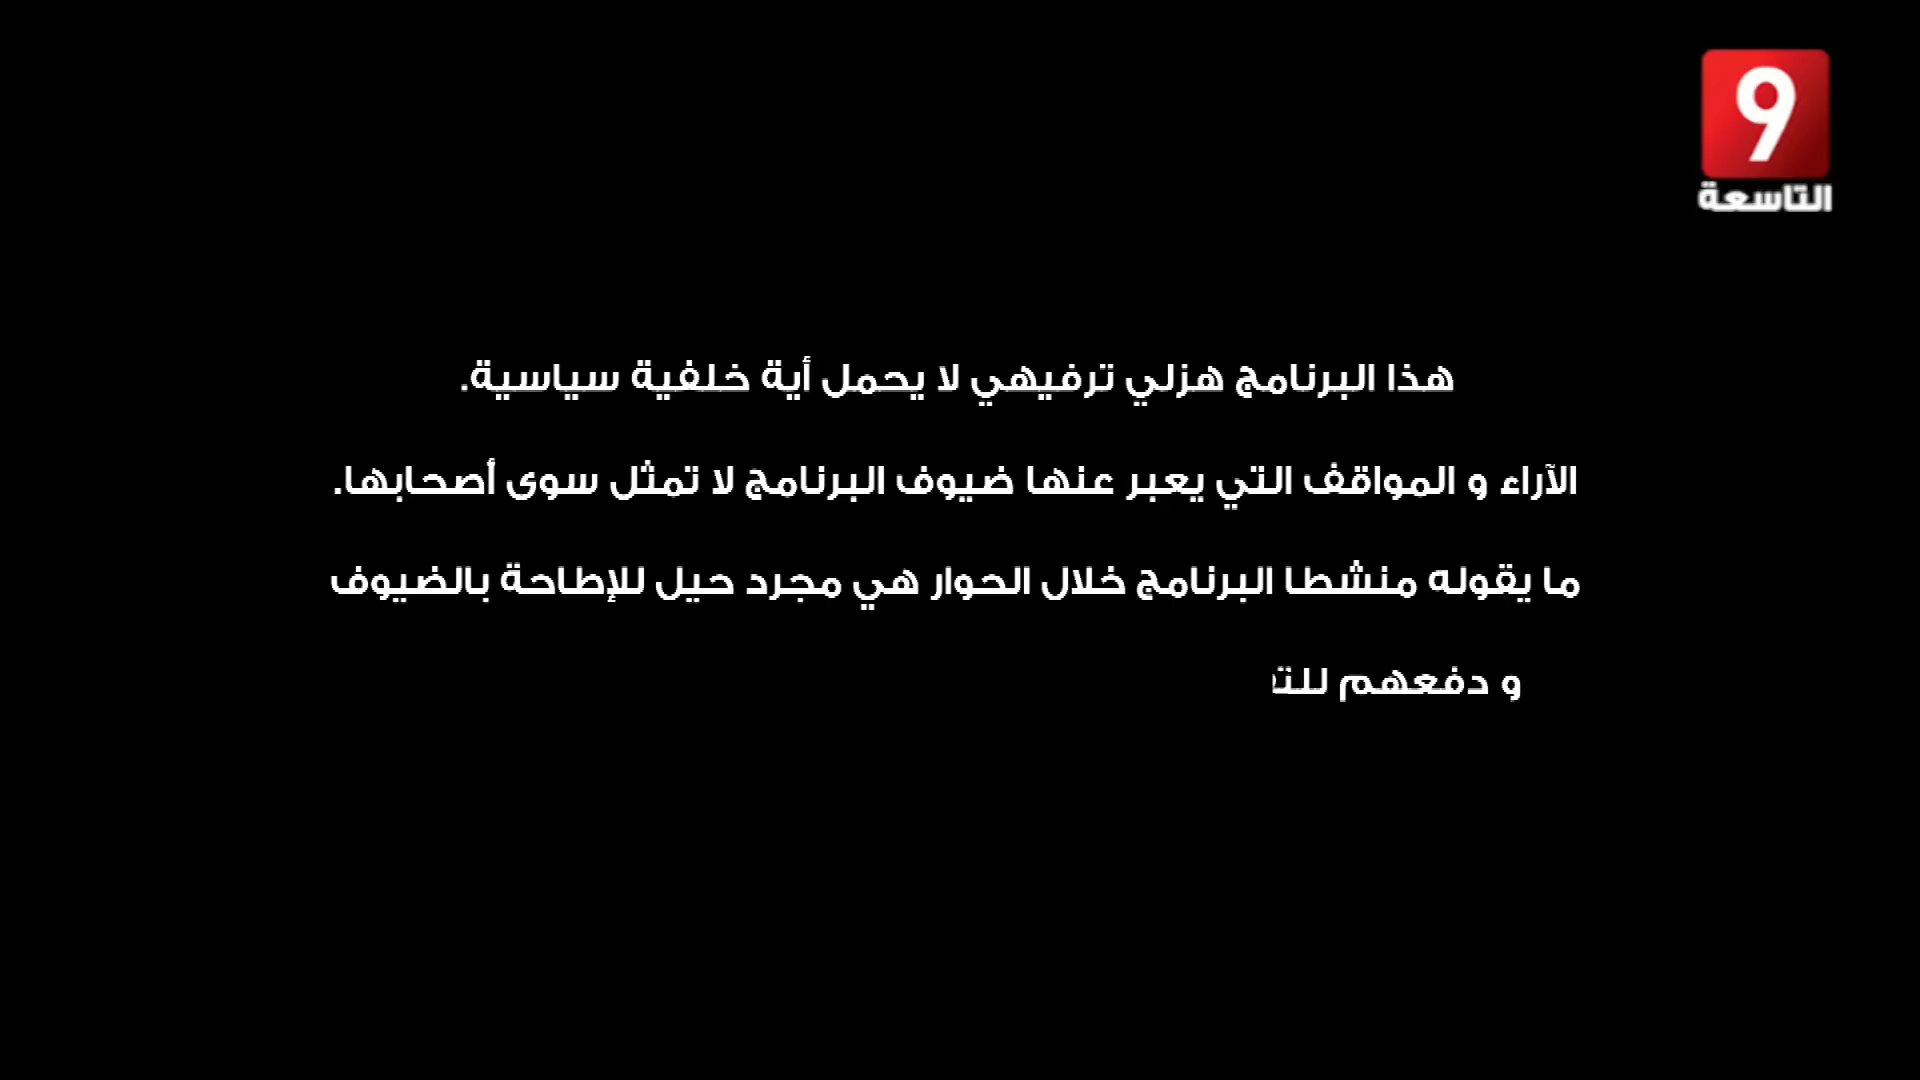 9
التاسعة
هذا البرنامج هزلي ترفيهي لا يحمل أية خلفية سياسية.
الآراء و المواقف التي يعبر عنها ضيوف البرنامج لا تمثل سوى أصحابها.
ما يقوله منشطا البرنامج خلال الحوار هي مجرد حيل للإطاحة بالضيوف
و دفعهم